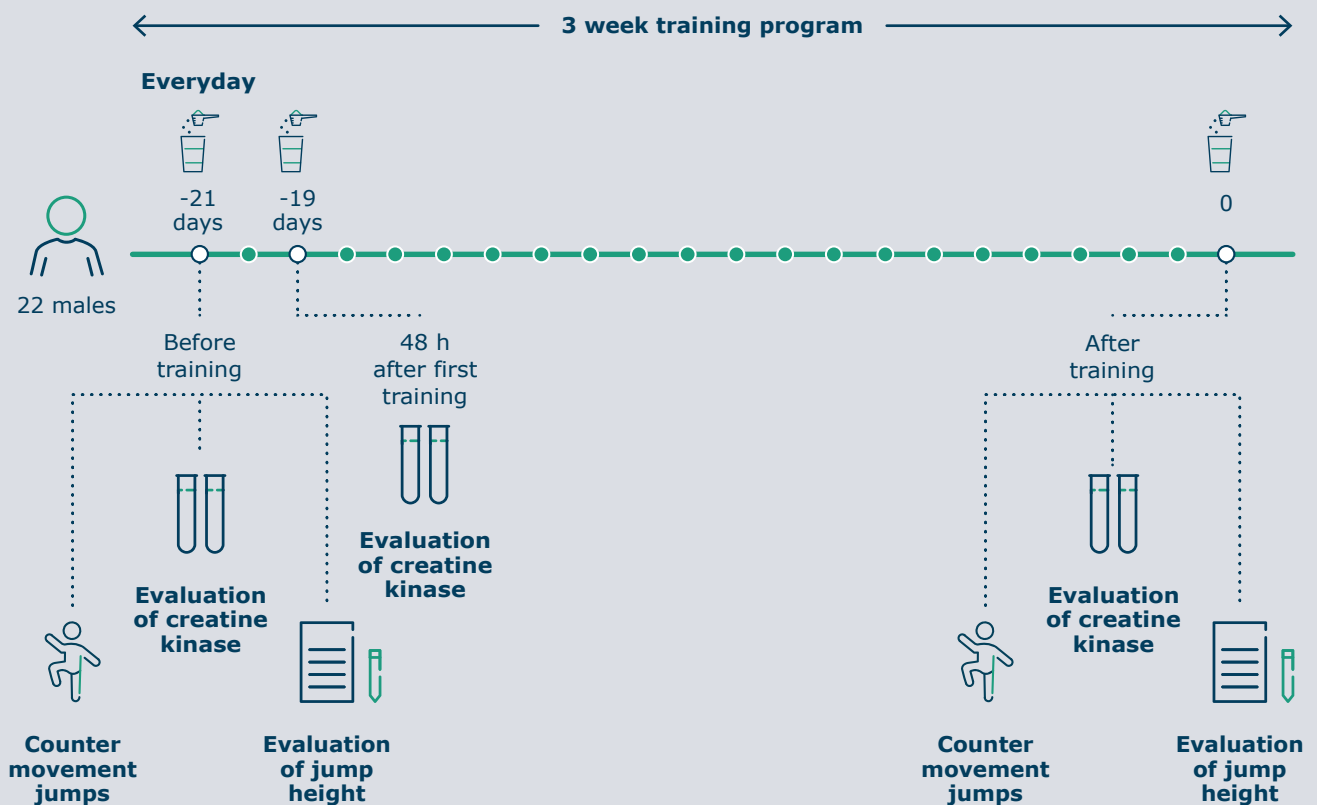 3 week training program
Everyday
-21
days
-19
days
0
22 males
Before
training
48 h
after first
training
After
training
Evaluation
of creatine
kinase
Evaluation
of creatine
kinase
Evaluation
of creatine
kinase
Counter
movement
jumps
Evaluation
of jump
height
Counter
movement
jumps
Evaluation
of jump
height